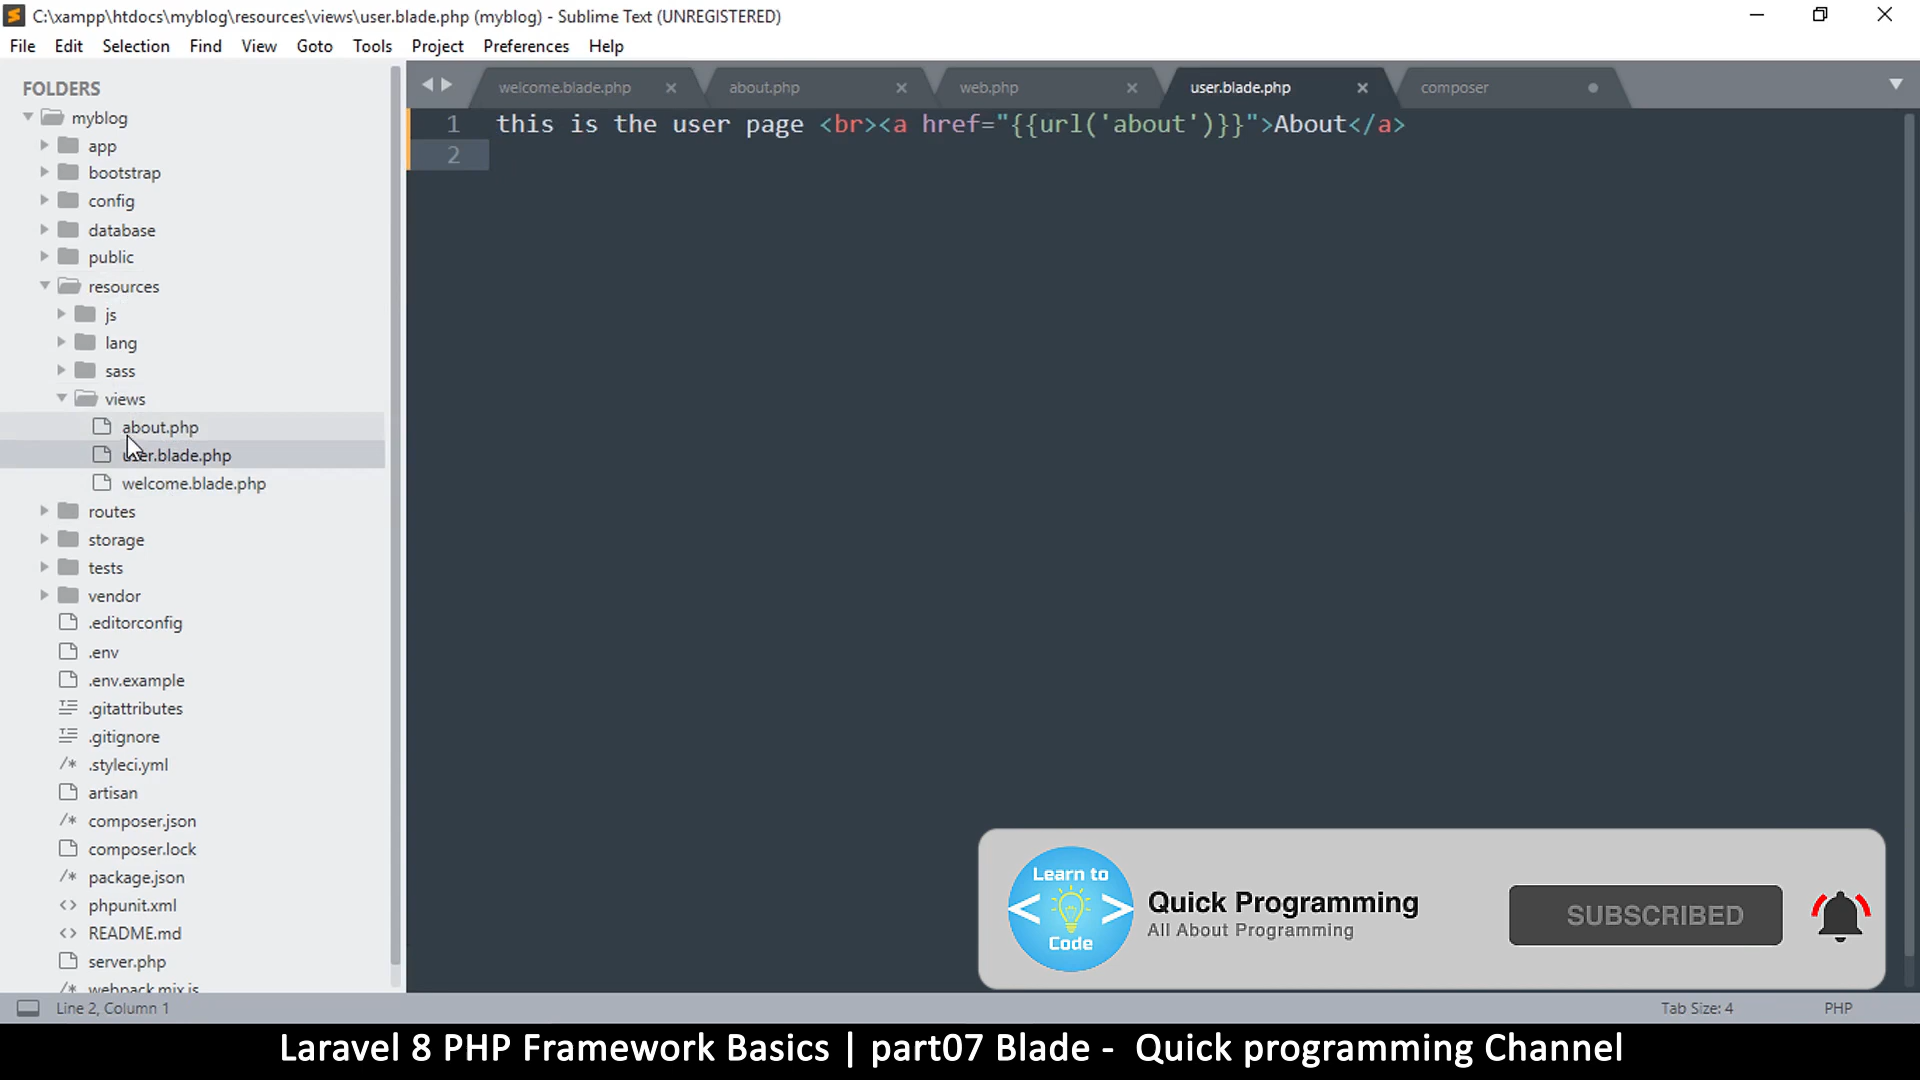 C:\xampp\htdocs\myblog\resources\views\user.blade.php (myblog) - Sublime Text (UNREGISTERED)
File Edit Selection Find View Goto Tools Project Preferences Help
FOLDERS
myblog
app
bootstrap
config
database
public
resources
js
lang
sass
views
about.php
user.blade.php
welcome.blade.php
routes
storage
tests
vendor
.editorconfig
.env
.env.example
.gitattributes
.gitignore
/* .styleci.yml
artisan
/* composer.json
composer.lock
/* package.json
<> phpunit.xml
<> README.md
server.php
/* webpack.mix.js
welcome.blade.php about.php web.php user.blade.php composer
1 this is the user page <br><a href="{{url('about')}}">About</a>
2
Learn to
< >
Code
Quick Programming
All About Programming
SUBSCRIBED
Line 2, Column 1 Tab Size: 4 PHP
Laravel 8 PHP Framework Basics | part07 Blade - Quick programming Channel